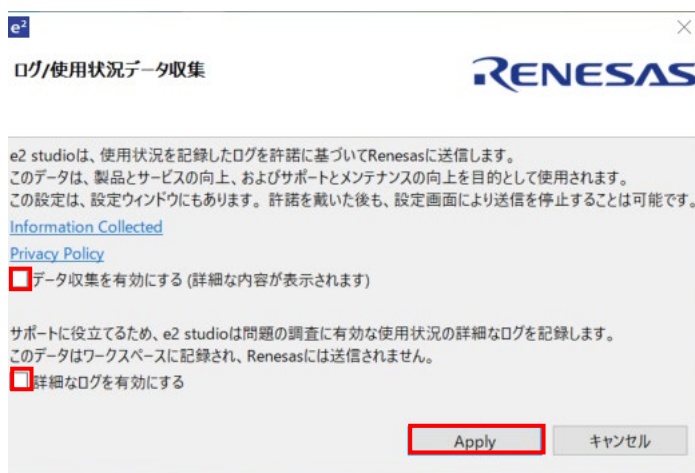 e²
ログ/使用状況データ収集
RENESAS
e2 studioは、使用状況を記録したログを許諾に基づいてRenesasに送信します。
このデータは、製品とサービスの向上、およびサポートとメンテナンスの向上を目的として使用されます。
この設定は、設定ウィンドウにもあります。許諾を戴いた後も、設定画面により送信を停止することは可能です。
Information Collected
Privacy Policy
データ収集を有効にする (詳細な内容が表示されます)
サポートに役立てるため、e2 studioは問題の調査に有効な使用状況の詳細なログを記録します。
このデータはワークスペースに記録され、Renesasには送信されません。
詳細なログを有効にする
Apply キャンセル